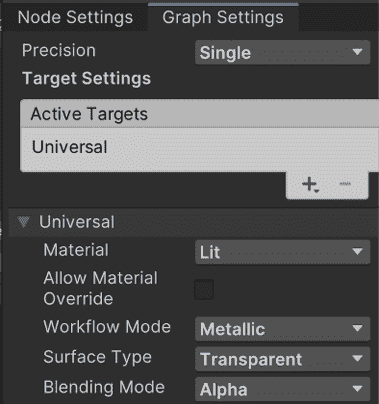 Node Settings Graph Settings
Precision Single
Target Settings
Active Targets
Universal
Universal
Material Lit
Allow Material
Override
Workflow Mode Metallic
Surface Type Transparent
Blending Mode Alpha